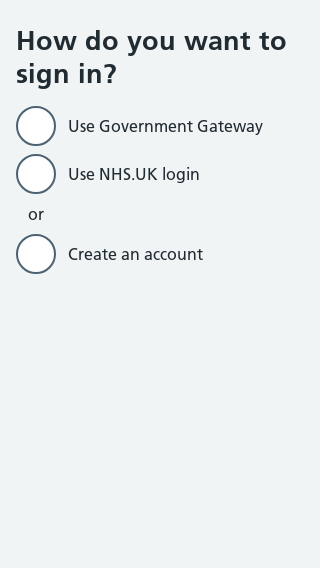 How do you want to
sign in?
Use Government Gateway
Use NHS.UK login
or
Create an account